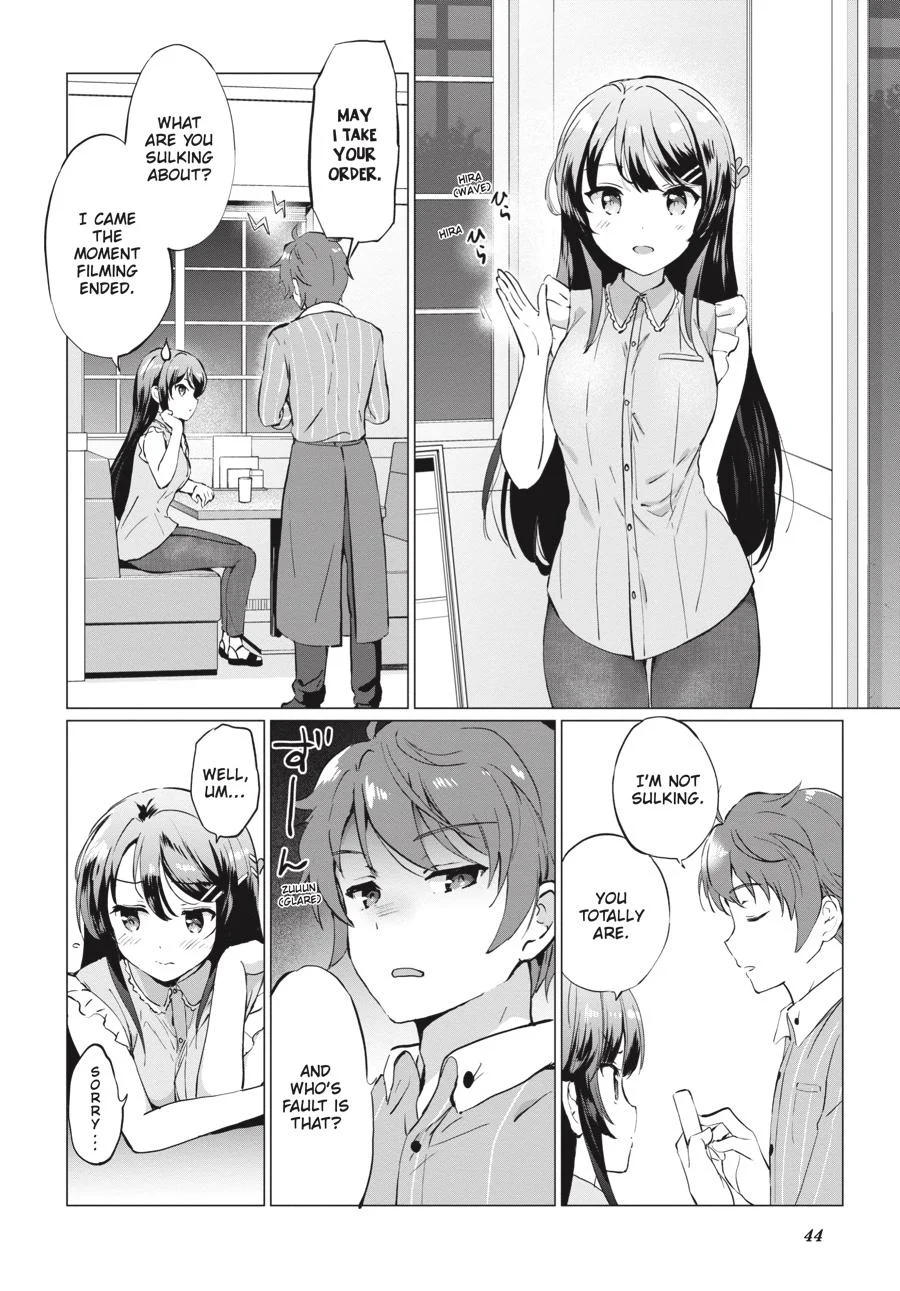 ひら
HIRA
(WAVE)
ひら
HIRA
MAY
I TAKE
YOUR
ORDER.
WHAT
ARE YOU
SULKING
ABOUT?
I CAME
THE
MOMENT
FILMING
ENDED.
I'M NOT
SULKING.
YOU
TOTALLY
ARE.
ずーん
ZUUUN
(GLARE)
AND
WHO'S
FAULT IS
THAT?
WELL,
UM...
SORRY...
44